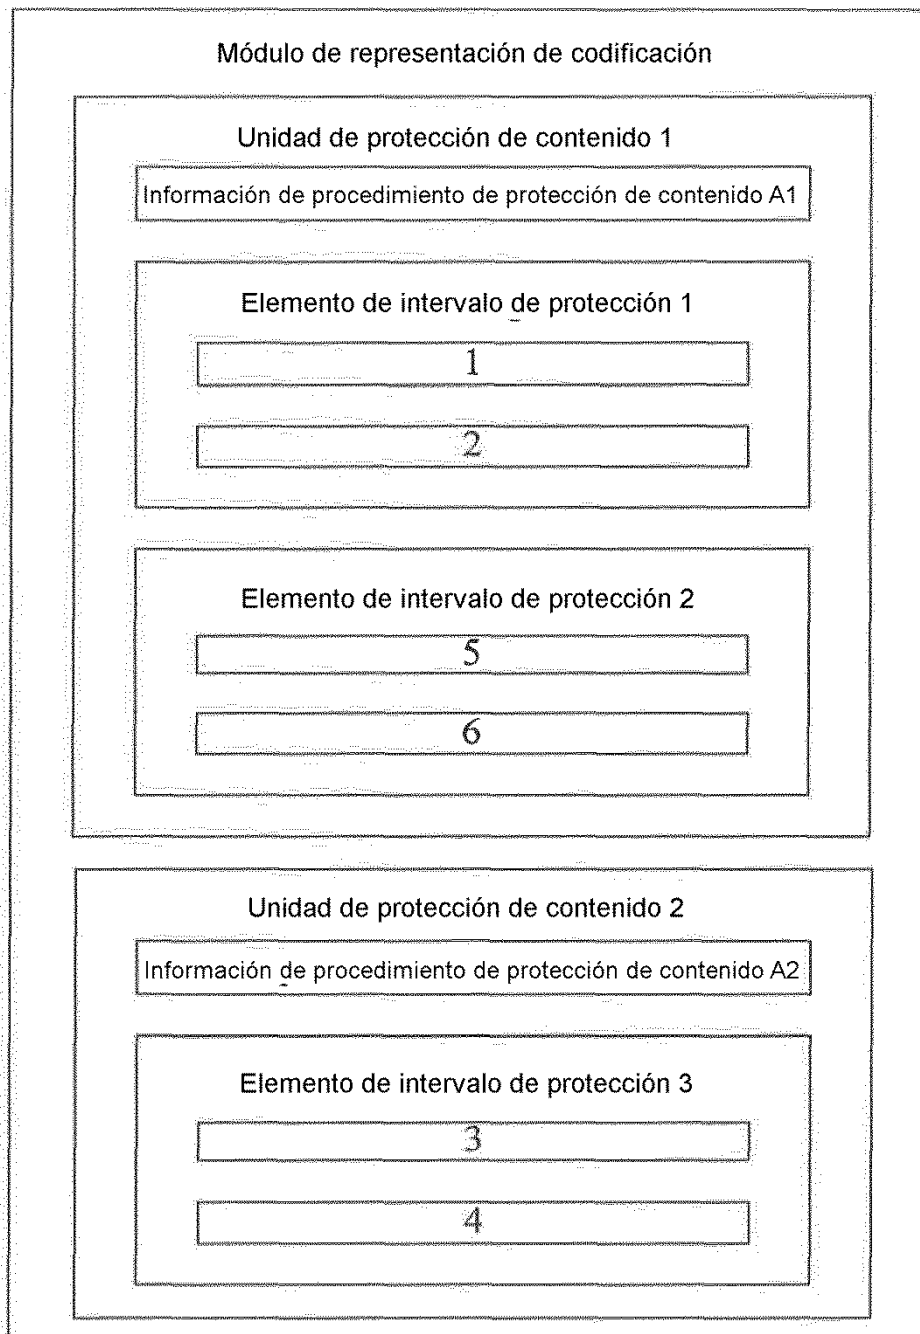 Módulo de representación de codificación
Unidad de protección de contenido 1
Información de procedimiento de protección de contenido A1
Elemento de intervalo de protección 1
1
2
Elemento de intervalo de protección 2
5
6
Unidad de protección de contenido 2
Información de procedimiento de protección de contenido A2
Elemento de intervalo de protección 3
3
4